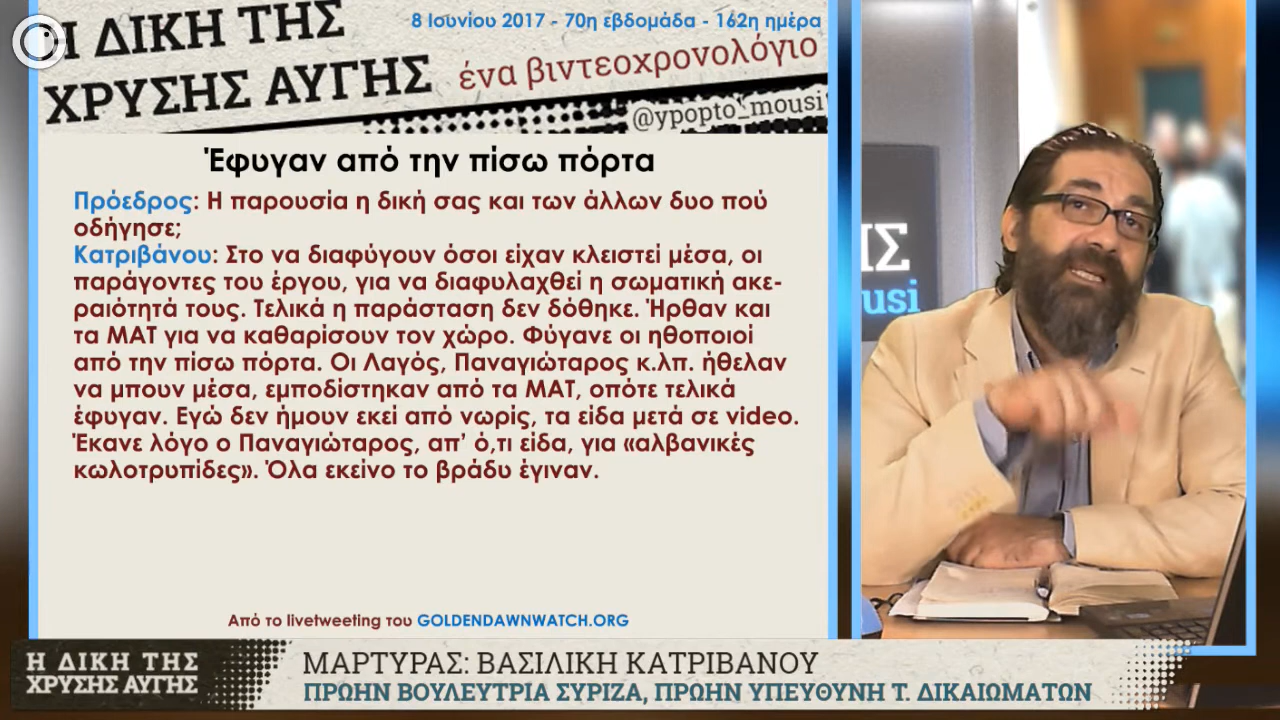 8 Ιουνίου 2017 - 70η εβδομάδα - 162η ημέρα
Η ΔΙΚΗ ΤΗΣ
ΧΡΥΣΗΣ ΑΥΓΗΣ
ένα βιντεοχρονολόγιο
@ypopto_mousi
Έφυγαν από την πίσω πόρτα
Πρόεδρος: Η παρουσία η δική σας και των άλλων δυο πού
οδήγησε;
Κατριβάνου: Στο να διαφύγουν όσοι είχαν κλειστεί μέσα, οι
παράγοντες του έργου, για να διαφυλαχθεί η σωματική ακε-
ραιότητά τους. Τελικά η παράσταση δεν δόθηκε. Ήρθαν και
τα ΜΑΤ για να καθαρίσουν τον χώρο. Φύγανε οι ηθοποιοί
από την πίσω πόρτα. Οι Λαγός, Παναγιώταρος κ.λπ. ήθελαν
να μπουν μέσα, εμποδίστηκαν από τα ΜΑΤ, οπότε τελικά
έφυγαν. Εγώ δεν ήμουν εκεί από νωρίς, τα είδα μετά σε video.
Έκανε λόγο ο Παναγιώταρος, απ' ό,τι είδα, για «αλβανικές
κωλοτρυπίδες». Όλα εκείνο το βράδυ έγιναν.
Από το livetweeting του GOLDENDAWNWATCH.ORG
ΗΣ
ousi
Η ΔΙΚΗ ΤΗΣ
ΧΡΥΣΗΣ ΑΥΓΗΣ
ΜΑΡΤΥΡΑΣ: ΒΑΣΙΛΙΚΗ ΚΑΤΡΙΒΑΝΟΥ
ΠΡΩΗΝ ΒΟΥΛΕΥΤΡΙΑ ΣΥΡΙΖΑ, ΠΡΩΗΝ ΥΠΕΥΘΥΝΗ Τ. ΔΙΚΑΙΩΜΑΤΩΝ